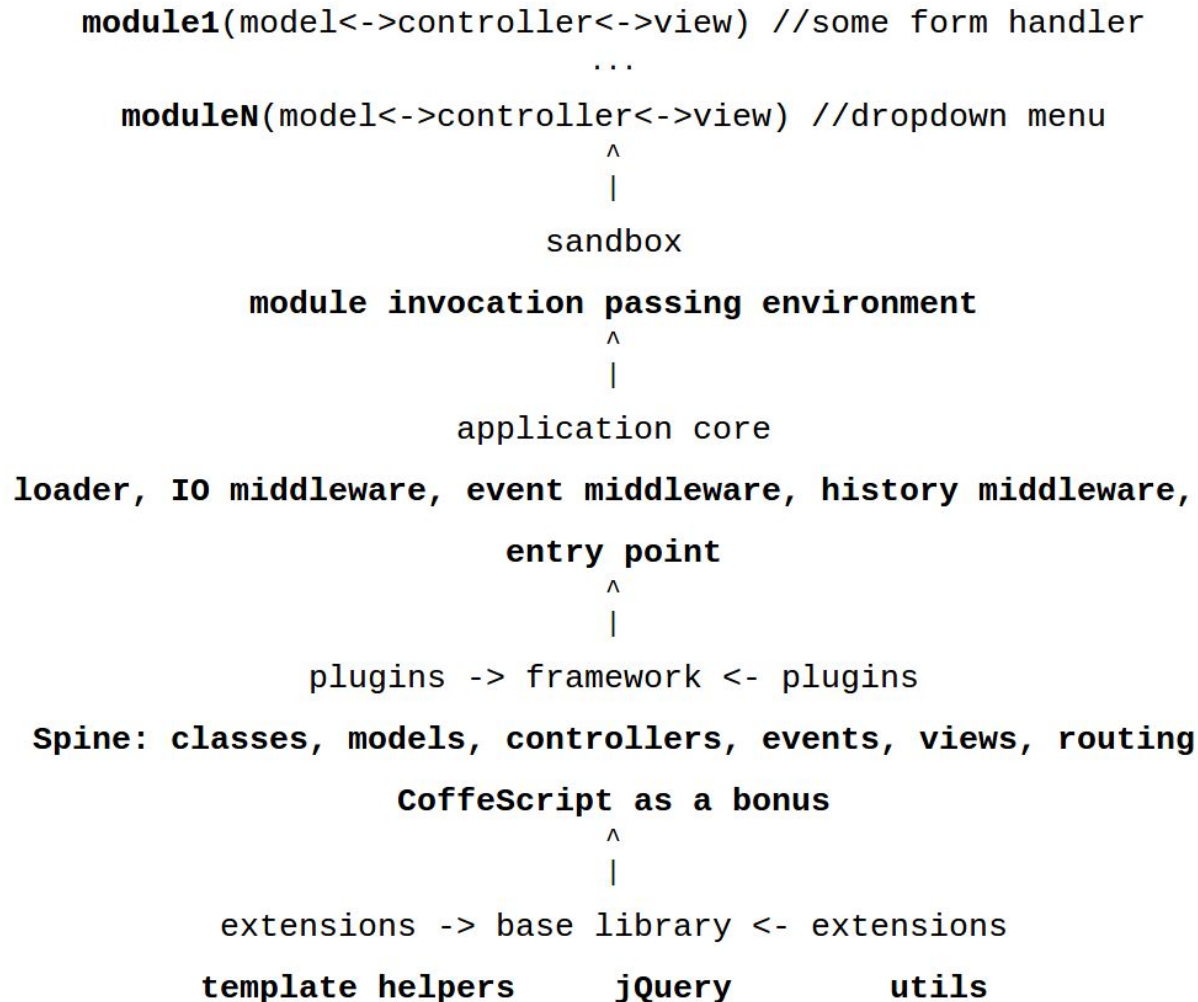 module1(model<->controller<->view) //some form handler
...
moduleN(model<->controller<->view) //dropdown menu
^
|
sandbox
module invocation passing environment
^
|
application core
loader, IO middleware, event middleware, history middleware,
entry point
^
|
plugins -> framework <- plugins
Spine: classes, models, controllers, events, views, routing
CoffeScript as a bonus
^
|
extensions -> base library <- extensions
template helpers jQuery utils